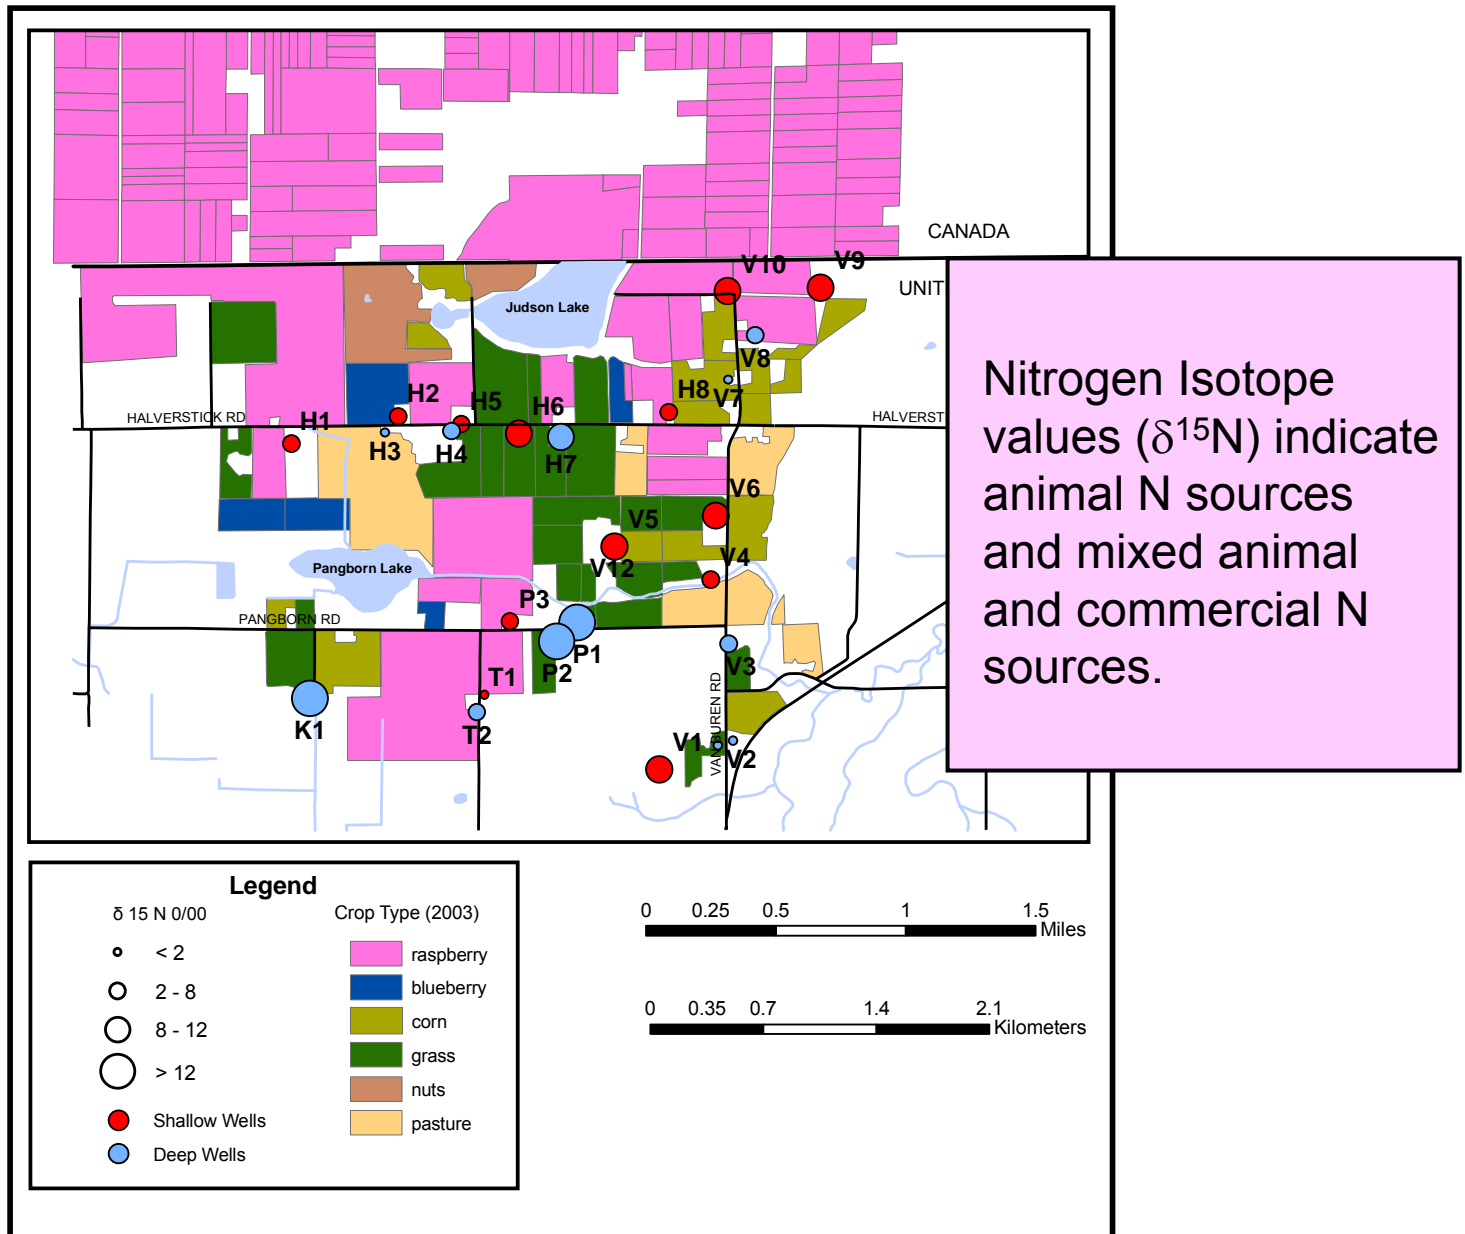 CANADA
V10
V9
UNIT
Judson Lake
V8
V7
H8
H2
H5
H6
H1
HALVERSTICK RD
HALVERST
H3
H4
H7
V6
V5
V12
V4
Pangborn Lake
P3
PANGBORN RD
P1
P2
V3
T1
K1
T2
V1
V2
VAN BUREN RD
Nitrogen Isotope
values (δ15N) indicate
animal N sources
and mixed animal
and commercial N
sources.
Legend
δ 15 N 0/00
Crop Type (2003)
< 2
2 - 8
8 - 12
> 12
Shallow Wells
Deep Wells
raspberry
blueberry
corn
grass
nuts
pasture
0 0.25 0.5 1 1.5
Miles
0 0.35 0.7 1.4 2.1
Kilometers